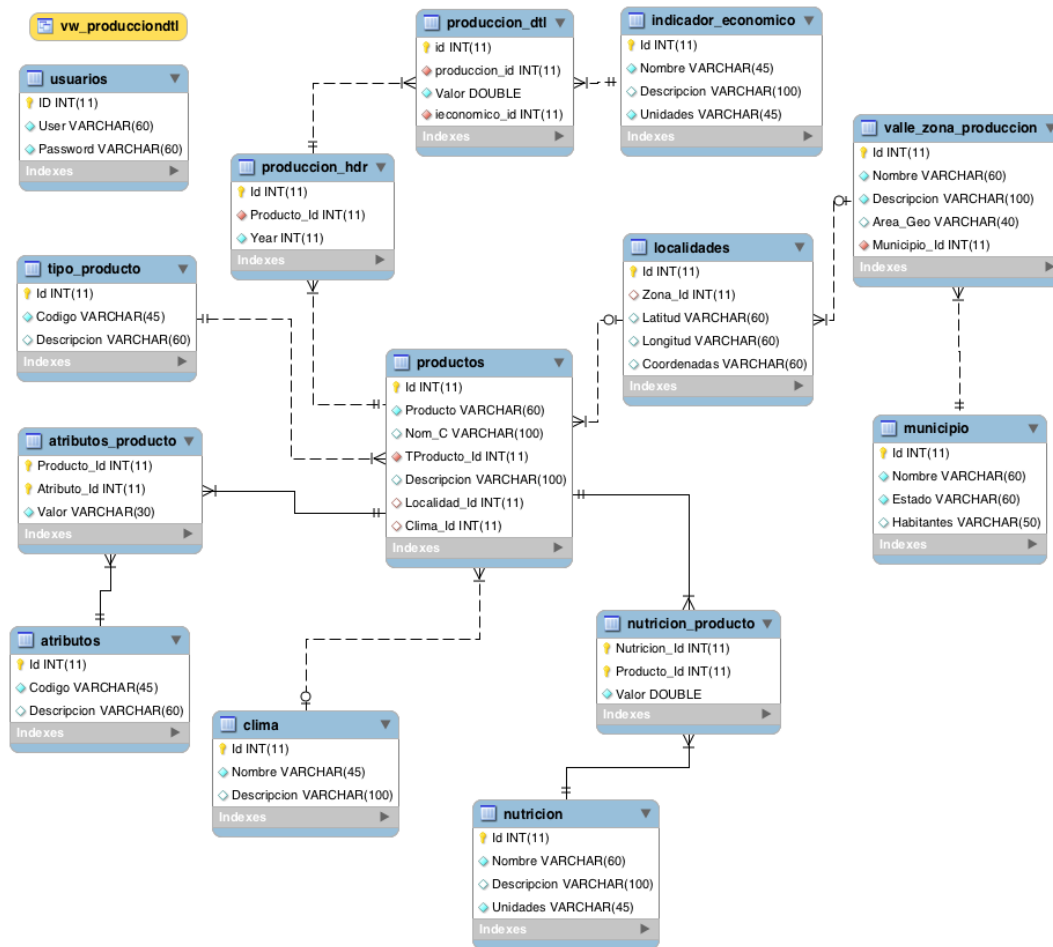 vw_producciondtl
usuarios
ID INT(11)
User VARCHAR(60)
Password VARCHAR(60)
Indexes
produccion_dtl
id INT(11)
produccion_id INT(11)
Valor DOUBLE
ieconomico_id INT(11)
Indexes
indicador_economico
Id INT(11)
Nombre VARCHAR(45)
Descripcion VARCHAR(100)
Unidades VARCHAR(45)
Indexes
valle_zona_produccion
Id INT(11)
Nombre VARCHAR(60)
Descripcion VARCHAR(100)
Area_Geo VARCHAR(40)
Municipio_Id INT(11)
Indexes
produccion_hdr
Id INT(11)
Producto_Id INT(11)
Year INT(11)
Indexes
localidades
Id INT(11)
Zona_Id INT(11)
Latitud VARCHAR(60)
Longitud VARCHAR(60)
Coordenadas VARCHAR(60)
Indexes
tipo_producto
Id INT(11)
Codigo VARCHAR(45)
Descripcion VARCHAR(60)
Indexes
productos
Id INT(11)
Producto VARCHAR(60)
Nom_C VARCHAR(100)
TProducto_Id INT(11)
Descripcion VARCHAR(100)
Localidad_Id INT(11)
Clima_Id INT(11)
Indexes
municipio
Id INT(11)
Nombre VARCHAR(60)
Estado VARCHAR(60)
Habitantes VARCHAR(50)
Indexes
atributos_producto
Producto_Id INT(11)
Atributo_Id INT(11)
Valor VARCHAR(30)
Indexes
atributos
Id INT(11)
Codigo VARCHAR(45)
Descripcion VARCHAR(60)
Indexes
nutricion_producto
Nutricion_Id INT(11)
Producto_Id INT(11)
Valor DOUBLE
Indexes
clima
Id INT(11)
Nombre VARCHAR(45)
Descripcion VARCHAR(100)
Indexes
nutricion
Id INT(11)
Nombre VARCHAR(60)
Descripcion VARCHAR(100)
Unidades VARCHAR(45)
Indexes